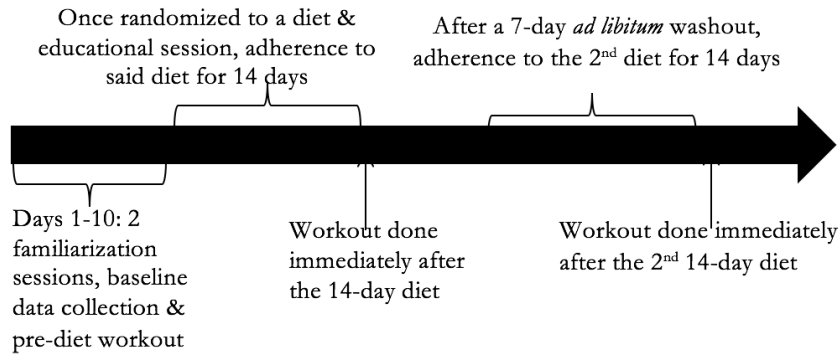 Once randomized to a diet &
educational session, adherence to
said diet for 14 days
After a 7-day ad libitum washout,
adherence to the 2nd diet for 14 days
Days 1-10: 2
familiarization
sessions, baseline
data collection &
pre-diet workout
Workout done
immediately after
the 14-day diet
Workout done immediately
after the 2nd 14-day diet